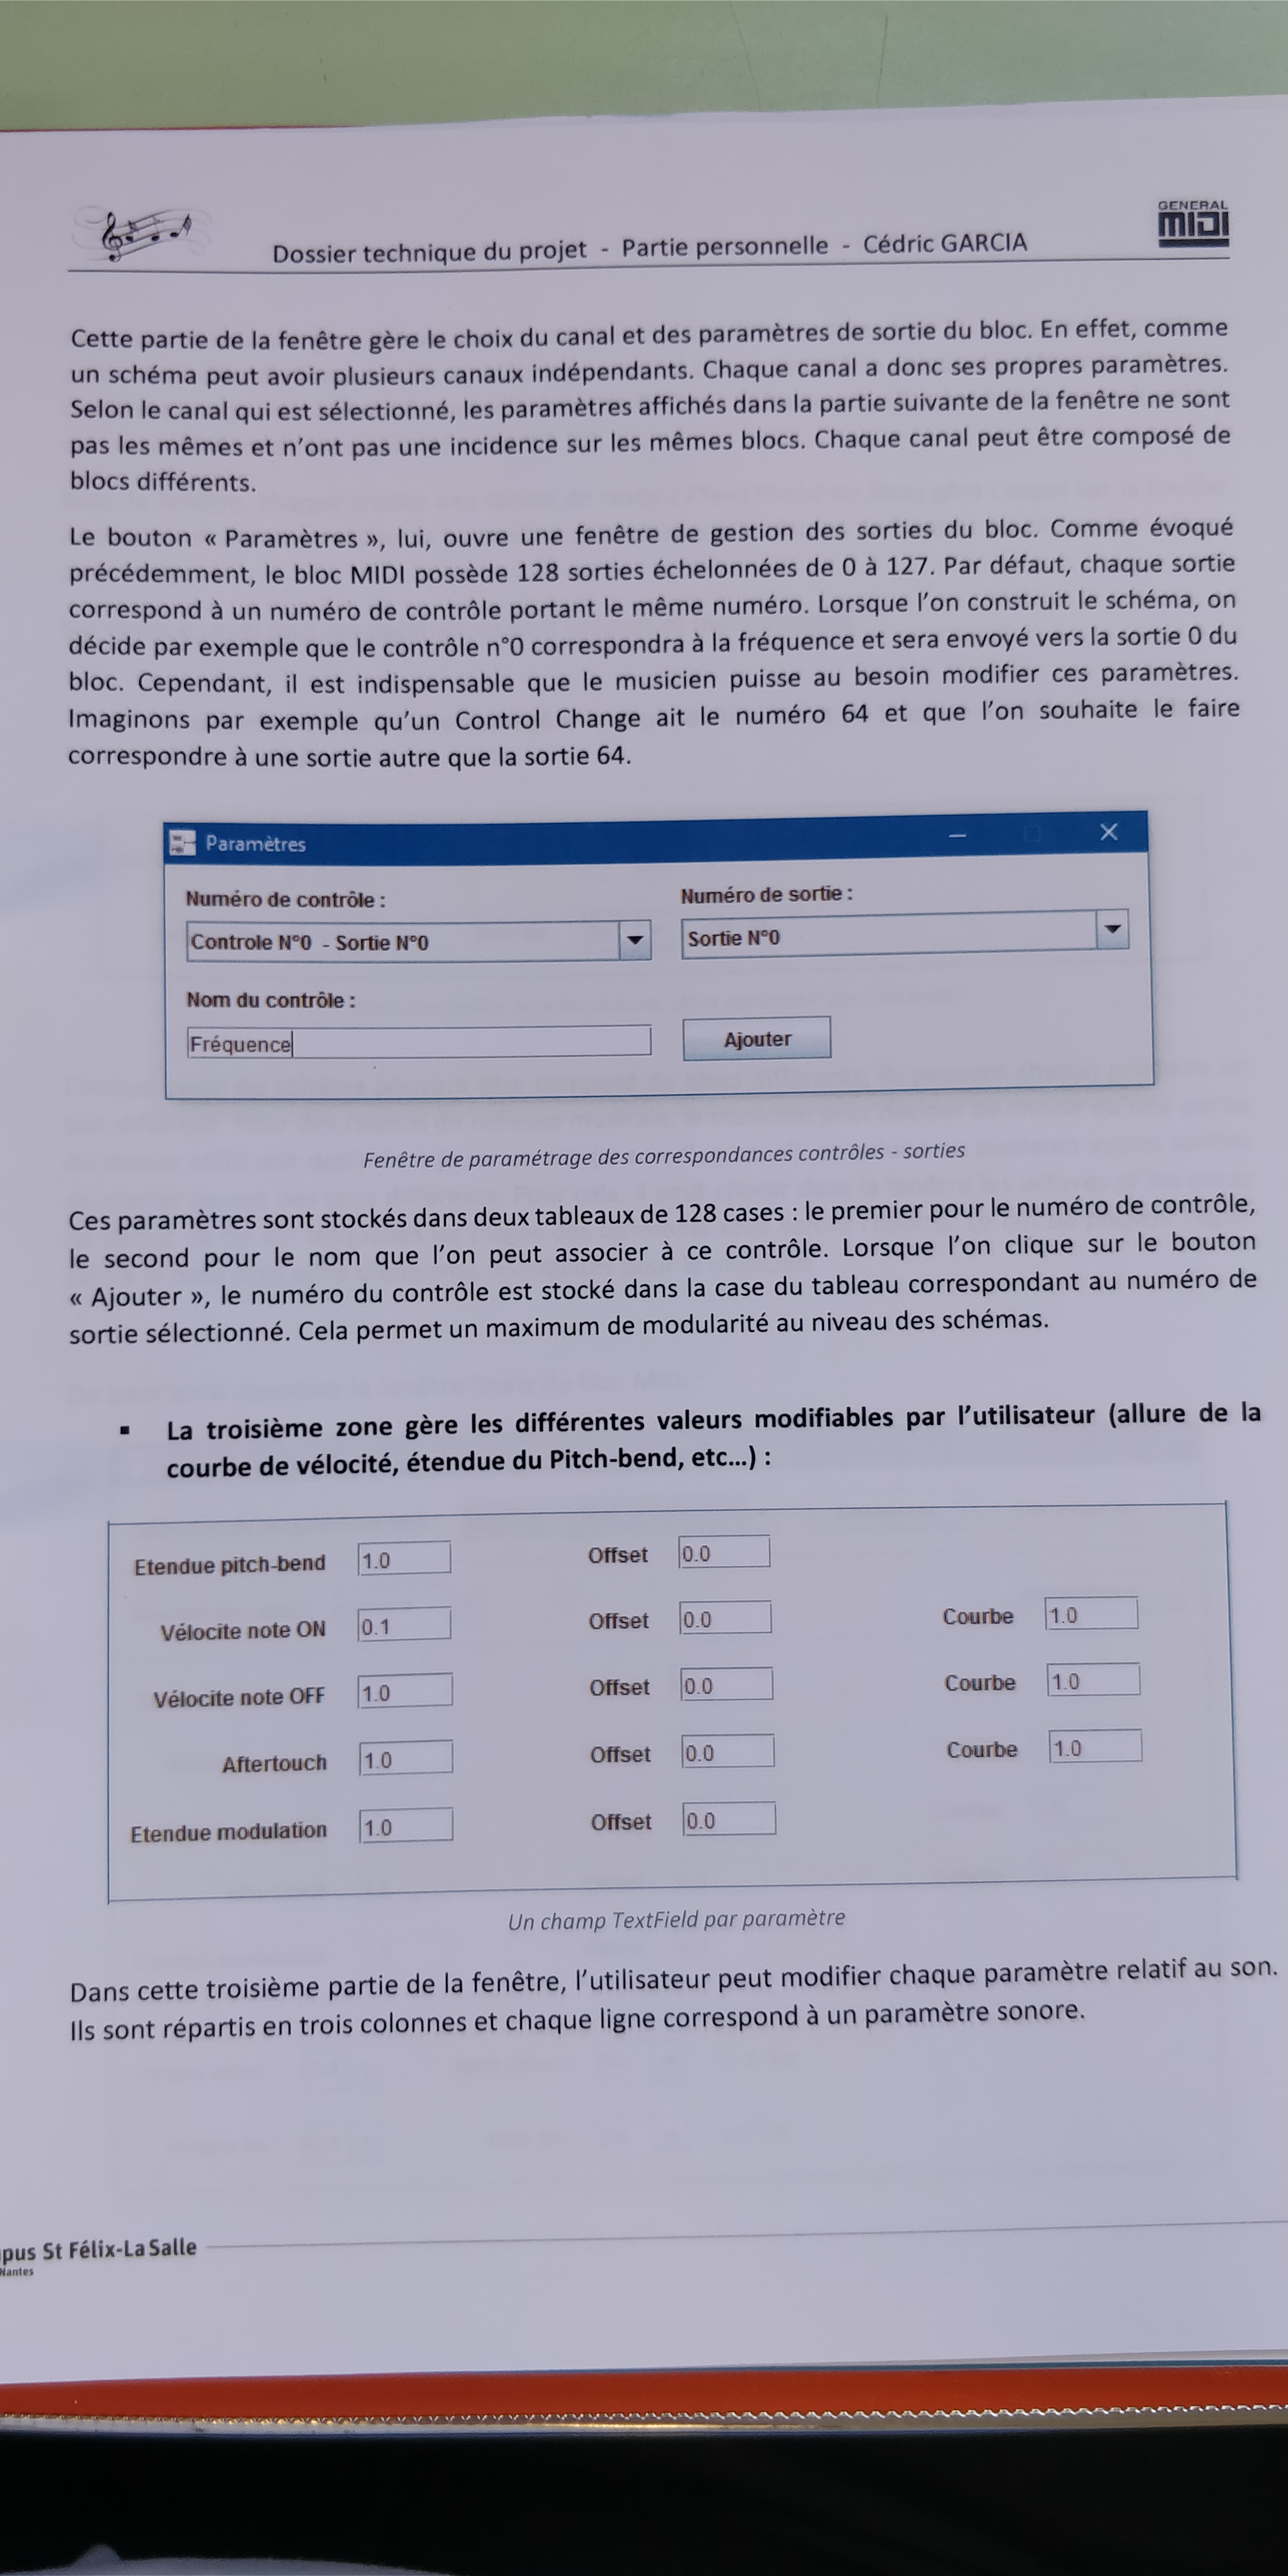 GENERAL
MIDI
Dossier technique du projet - Partie personnelle - Cédric GARCIA
Cette partie de la fenêtre gère le choix du canal et des paramètres de sortie du bloc. En effet, comme
un schéma peut avoir plusieurs canaux indépendants. Chaque canal a donc ses propres paramètres.
Selon le canal qui est sélectionné, les paramètres affichés dans la partie suivante de la fenêtre ne sont
pas les mêmes et n’ont pas une incidence sur les mêmes blocs. Chaque canal peut être composé de
blocs différents.
Le bouton « Paramètres », lui, ouvre une fenêtre de gestion des sorties du bloc. Comme évoqué
précédemment, le bloc MIDI possède 128 sorties échelonnées de 0 à 127. Par défaut, chaque sortie
correspond à un numéro de contrôle portant le même numéro. Lorsque l’on construit le schéma, on
décide par exemple que le contrôle n°0 correspondra à la fréquence et sera envoyé vers la sortie 0 du
bloc. Cependant, il est indispensable que le musicien puisse au besoin modifier ces paramètres.
Imaginons par exemple qu’un Control Change ait le numéro 64 et que l’on souhaite le faire
correspondre à une sortie autre que la sortie 64.
Paramètres
Numéro de contrôle : Numéro de sortie :
Controle N°0 - Sortie N°0 Sortie N°0
Nom du contrôle :
Fréquence Ajouter
Fenêtre de paramétrage des correspondances contrôles - sorties
Ces paramètres sont stockés dans deux tableaux de 128 cases : le premier pour le numéro de contrôle,
le second pour le nom que l’on peut associer à ce contrôle. Lorsque l’on clique sur le bouton
« Ajouter », le numéro du contrôle est stocké dans la case du tableau correspondant au numéro de
sortie sélectionné. Cela permet un maximum de modularité au niveau des schémas.
▪ La troisième zone gère les différentes valeurs modifiables par l’utilisateur (allure de la
courbe de vélocité, étendue du Pitch-bend, etc…) :
Etendue pitch-bend 1.0 Offset 0.0
Vélocite note ON 0.1 Offset 0.0 Courbe 1.0
Vélocite note OFF 1.0 Offset 0.0 Courbe 1.0
Aftertouch 1.0 Offset 0.0 Courbe 1.0
Etendue modulation 1.0 Offset 0.0
Un champ TextField par paramètre
Dans cette troisième partie de la fenêtre, l’utilisateur peut modifier chaque paramètre relatif au son.
Ils sont répartis en trois colonnes et chaque ligne correspond à un paramètre sonore.
pus St Félix-La Salle
Nantes